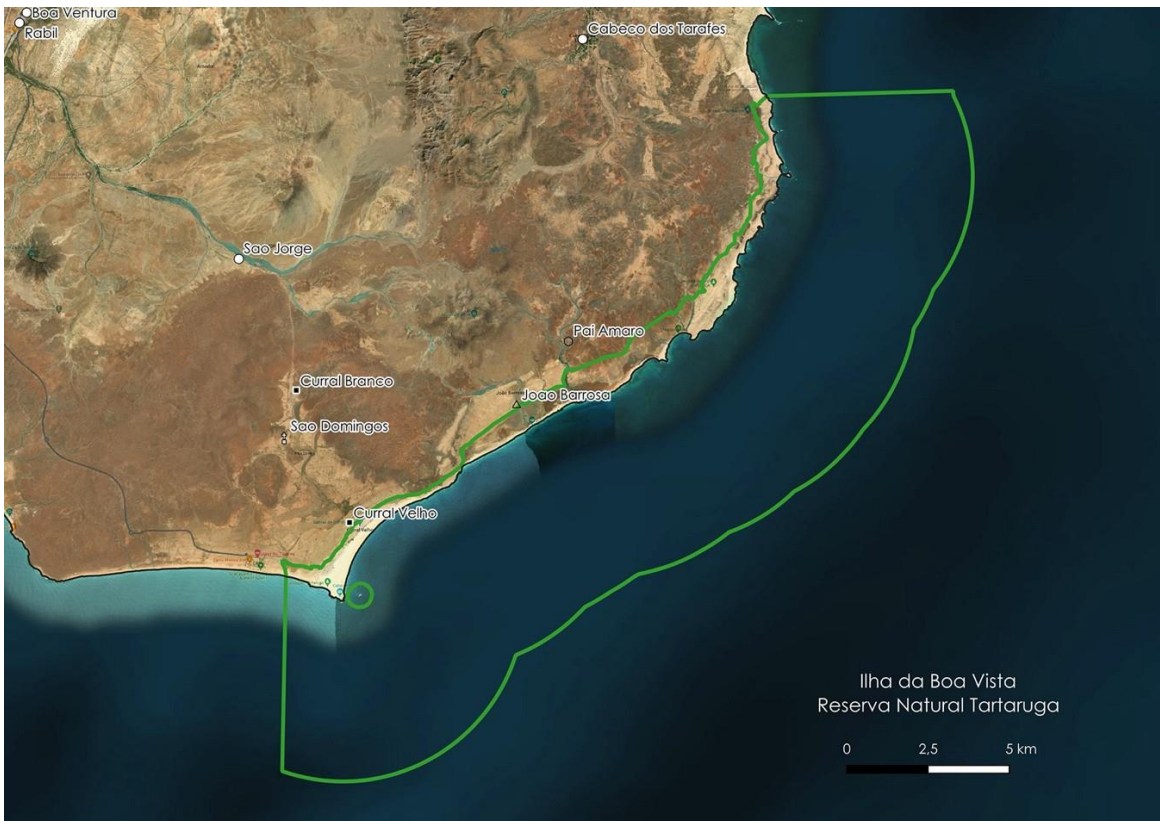 Boa Ventura
Rabil
Cabeco dos Tarafes
Sao Jorge
Pai Amaro
Curral Branco
Joao Barrosa
Sao Domingos
Curral Velho
Ilha da Boa Vista
Reserva Natural Tartaruga
0 2,5 5 km